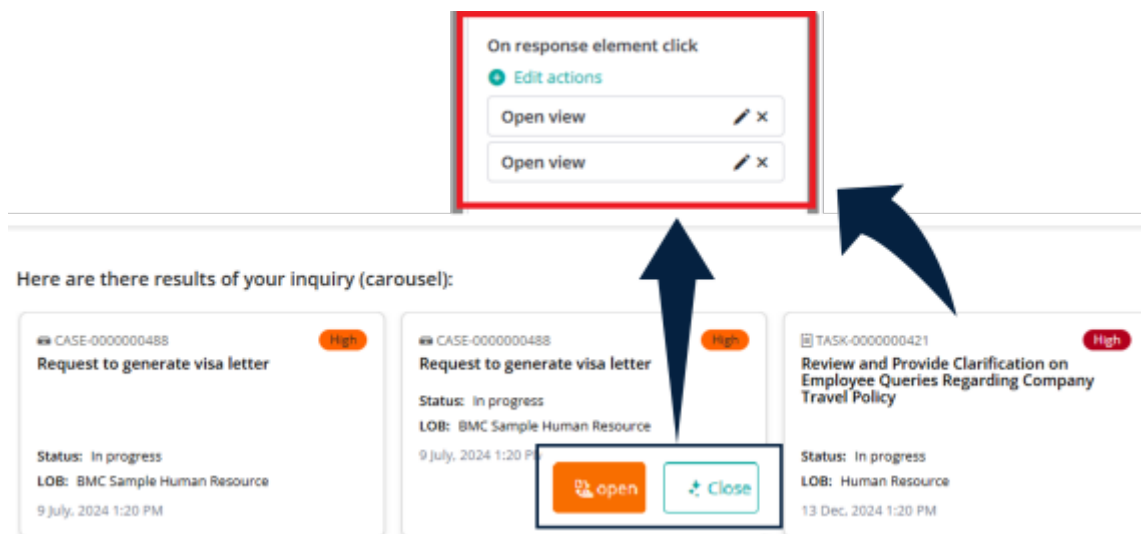 On response element click
Edit actions
Open view
Open view
Here are there results of your inquiry (carousel):
CASE-0000000488 High
Request to generate visa letter
Status: In progress
LOB: BMC Sample Human Resource
9 July, 2024 1:20 PM
CASE-0000000488 High
Request to generate visa letter
Status: In progress
LOB: BMC Sample Human Resource
9 July, 2024 1:20 P
open
Close
TASK-0000000421 High
Review and Provide Clarification on
Employee Queries Regarding Company
Travel Policy
Status: In progress
LOB: Human Resource
13 Dec, 2024 1:20 PM